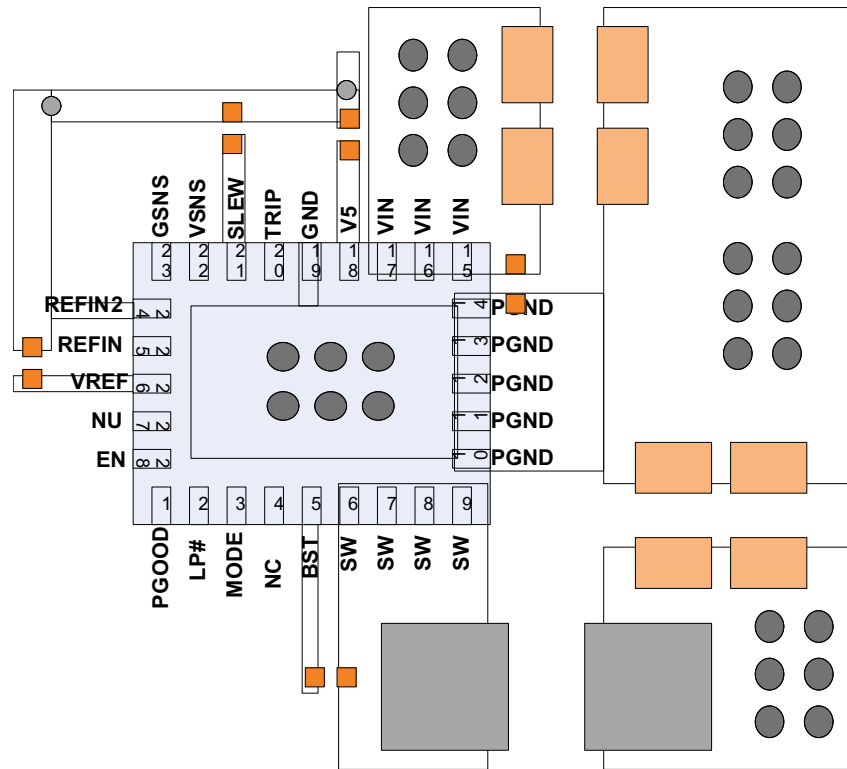 GSNS
VSNS
SLEW
TRIP
GND
V5
VIN
VIN
VIN
23
22
21
20
19
18
17
16
15
REFIN2
24
14
PGND
REFIN
25
13
PGND
VREF
26
12
PGND
NU
27
11
PGND
EN
28
10
PGND
1
2
3
4
5
6
7
8
9
PGOOD
LP#
MODE
NC
BST
SW
SW
SW
SW